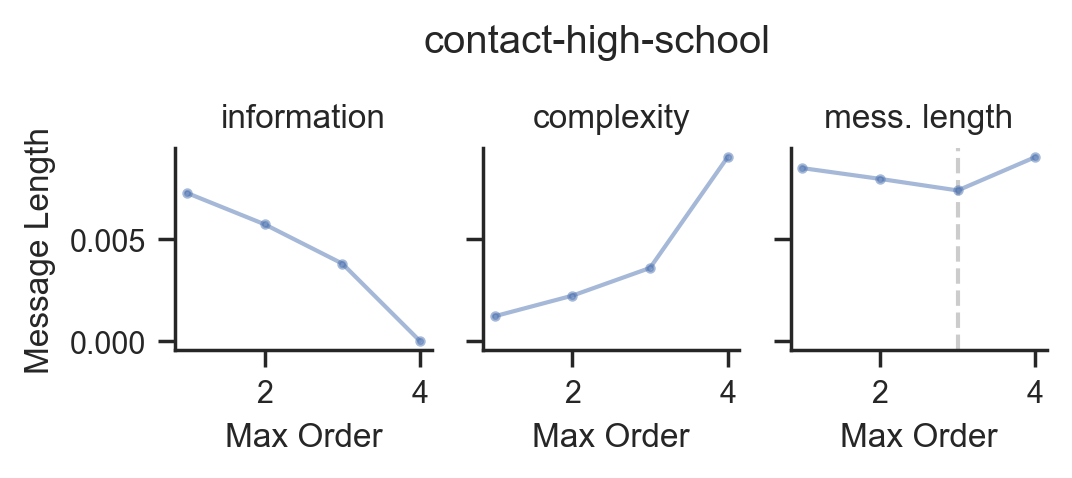 contact-high-school
information complexity mess. length
Message Length
0.005
0.000
2 4 2 4 2 4
Max Order Max Order Max Order